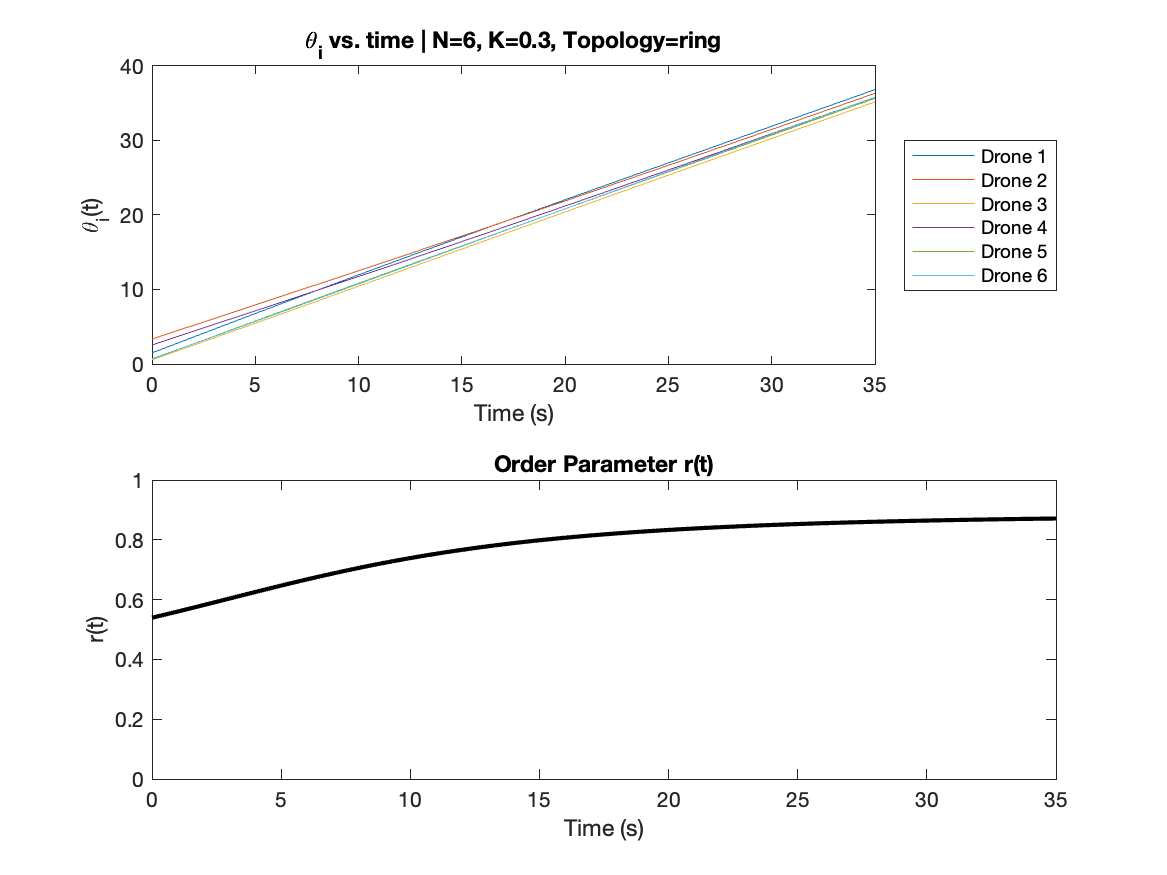 θi vs. time | N=6, K=0.3, Topology=ring
40
30
20
10
0
θi(t)
0 5 10 15 20 25 30 35
Time (s)
Drone 1
Drone 2
Drone 3
Drone 4
Drone 5
Drone 6
Order Parameter r(t)
1
0.8
0.6
0.4
0.2
0
r(t)
0 5 10 15 20 25 30 35
Time (s)